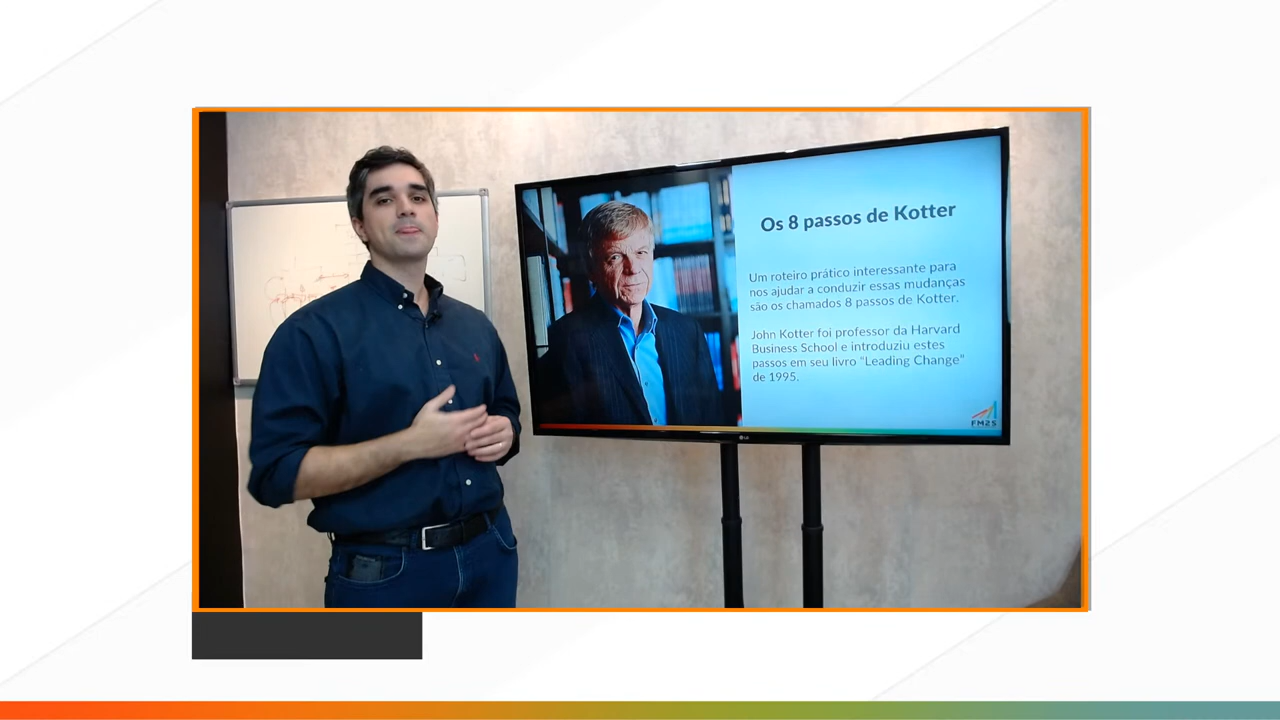 Os 8 passos de Kotter
Um roteiro prático interessante para
nos ajudar a conduzir essas mudanças
são os chamados 8 passos de Kotter.
John Kotter foi professor da Harvard
Business School e introduziu estes
passos em seu livro "Leading Change"
de 1995.
FM2S
LG